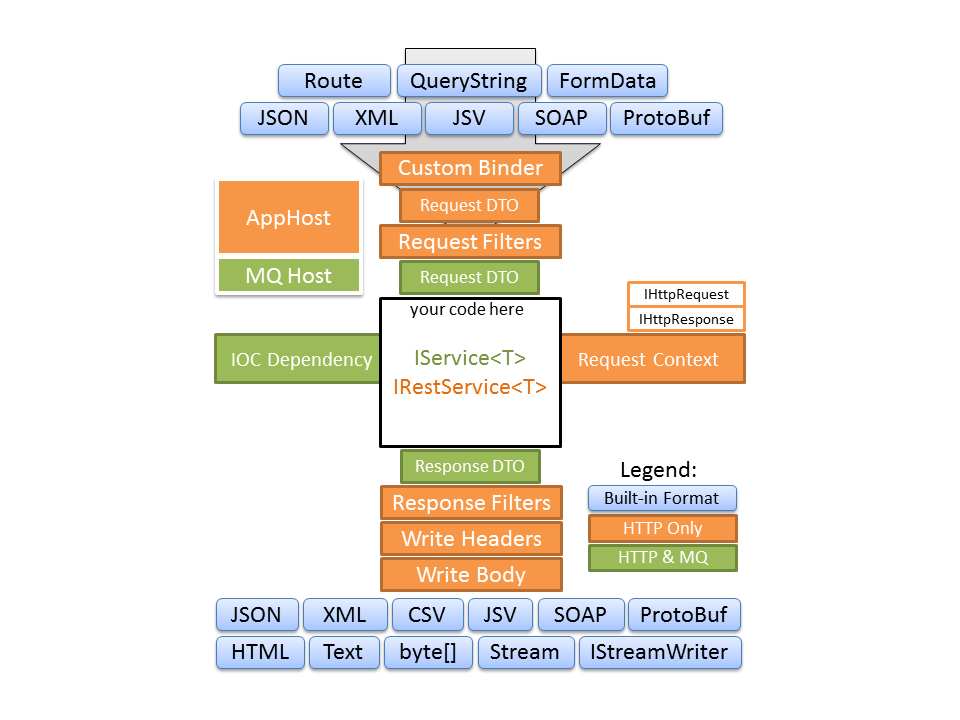 Route QueryString FormData
JSON XML JSV SOAP ProtoBuf
Custom Binder
Request DTO
AppHost
Request Filters
MQ Host
Request DTO
IHttpRequest
your code here
IHttpResponse
IOC Dependency
IService<T>
Request Context
IRestService<T>
Response DTO
Legend:
Built-in Format
Response Filters
HTTP Only
Write Headers
HTTP & MQ
Write Body
JSON XML CSV JSV SOAP ProtoBuf
HTML Text byte[] Stream IStreamWriter